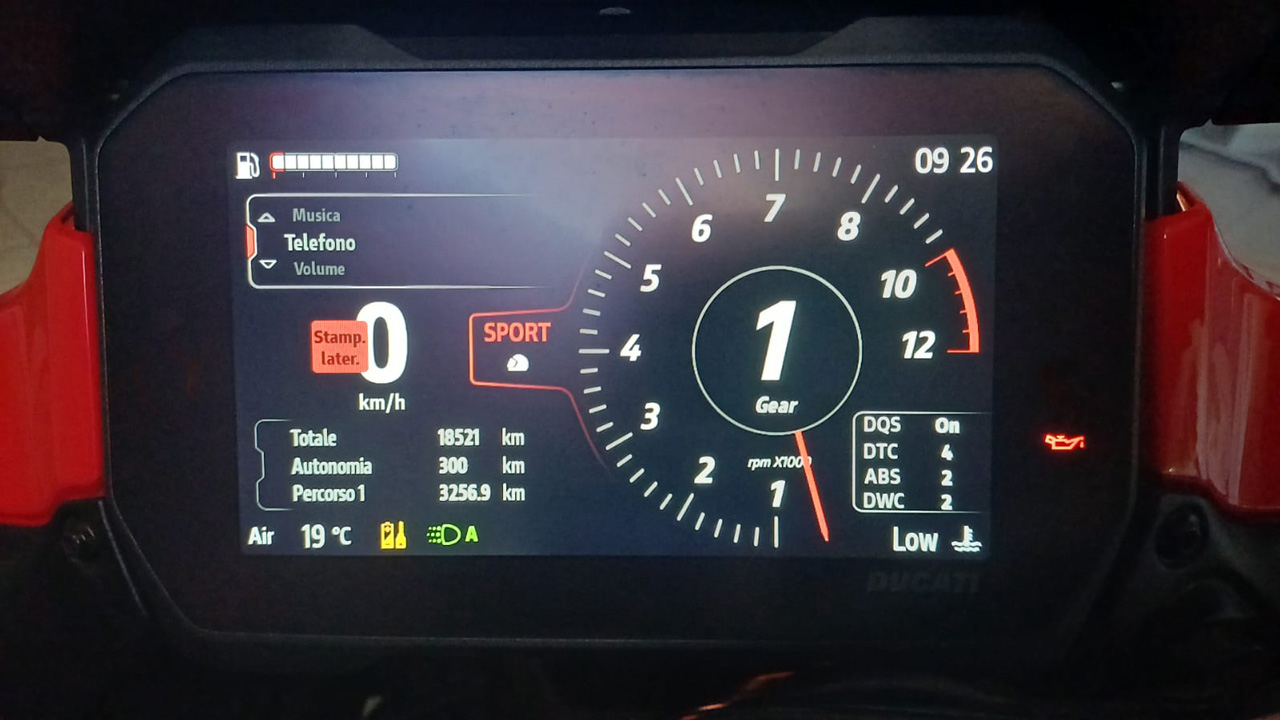 09 26
Musica
Telefono
Volume
Stamp.
later.
0
km/h
SPORT
1
2
3
4
5
6
7
8
10
12
1
Gear
rpm X1000
Totale 18521 km
Autonomia 300 km
Percorso 1 3256.9 km
DQS On
DTC 4
ABS 2
DWC 2
Air 19 °C
A
Low
DUCATI